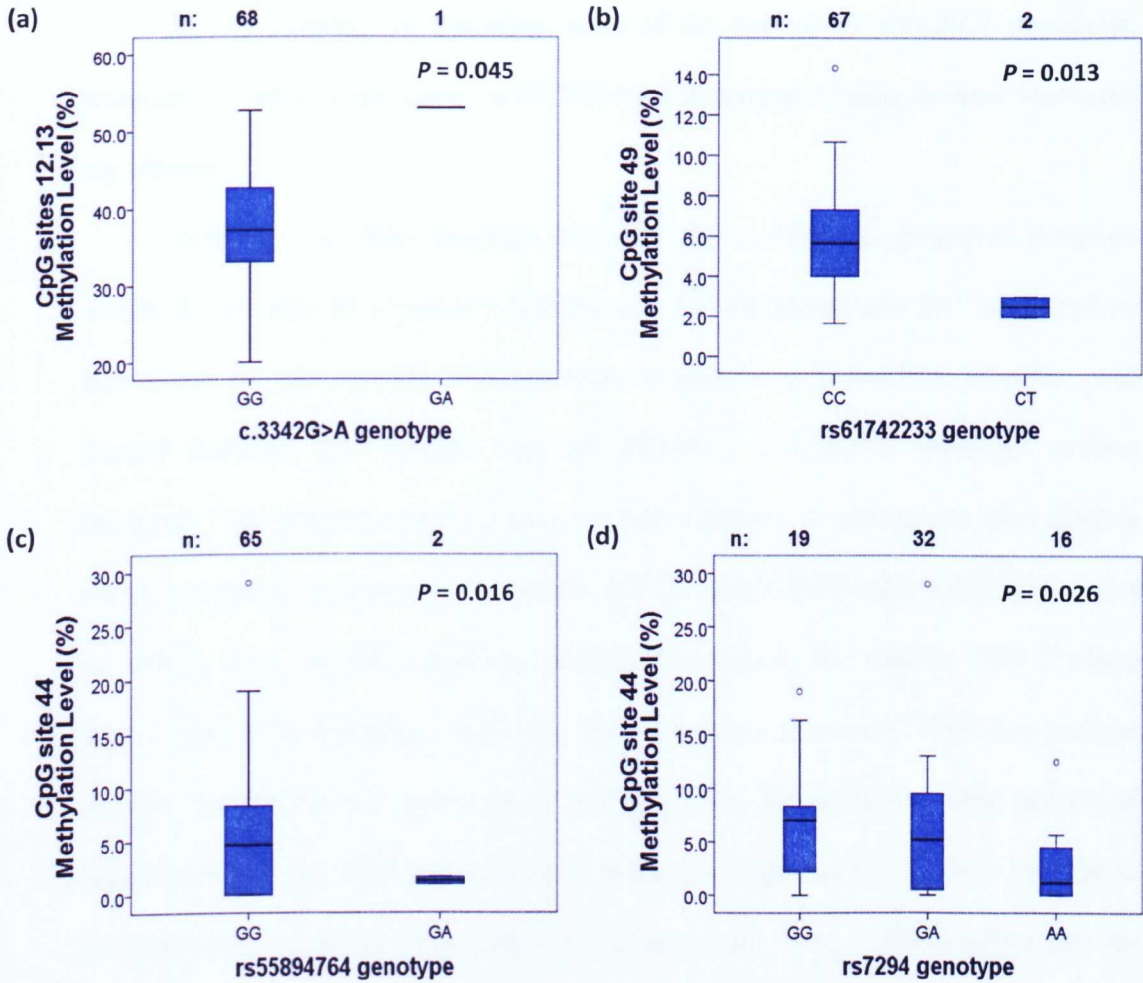 (a)
n: 68 1
P = 0.045
CpG sites 12.13
Methylation Level (%)
60.0
50.0
40.0
30.0
20.0
GG GA
c.3342G>A genotype
(b)
n: 67 2
P = 0.013
CpG site 49
Methylation Level (%)
14.0
12.0
10.0
8.0
6.0
4.0
2.0
0.0
CC CT
rs61742233 genotype
(c)
n: 65 2
P = 0.016
CpG site 44
Methylation Level (%)
30.0
25.0
20.0
15.0
10.0
5.0
0.0
GG GA
rs55894764 genotype
(d)
n: 19 32 16
P = 0.026
CpG site 44
Methylation Level (%)
30.0
25.0
20.0
15.0
10.0
5.0
0.0
GG GA AA
rs7294 genotype